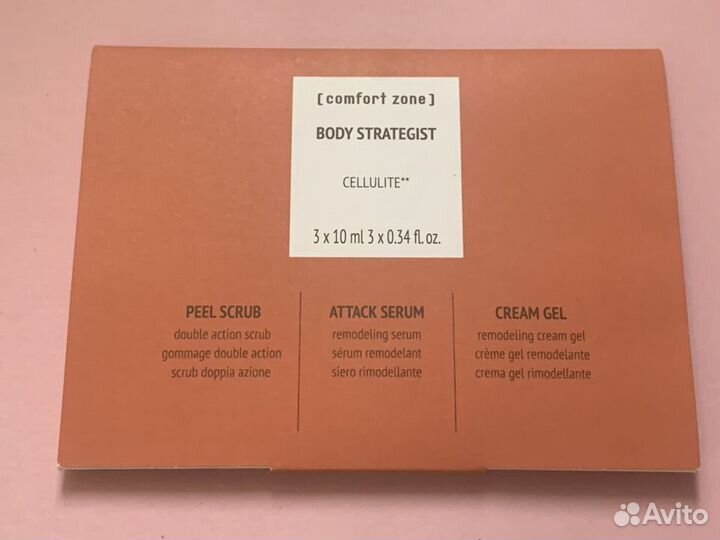 [ comfort zone ]
BODY STRATEGIST
CELLULITE**
3 x 10 ml 3 x 0.34 fl. oz.
PEEL SCRUB
double action scrub
gommage double action
scrub doppia azione
ATTACK SERUM
remodeling serum
sérum remodelant
siero rimodellante
CREAM GEL
remodeling cream gel
crème gel remodelante
crema gel rimodellante
Avito